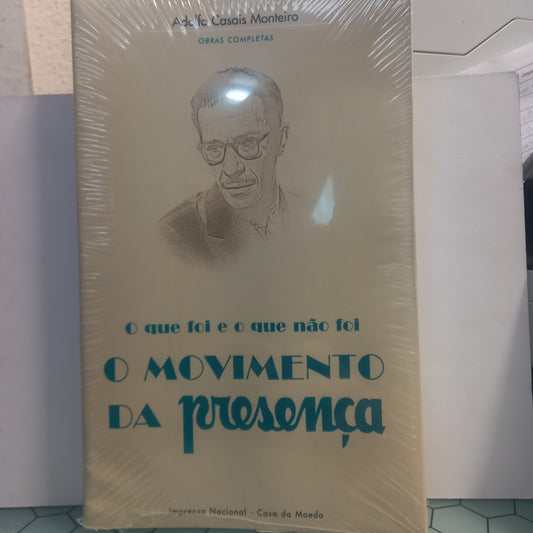 Adolfo Casais Monteiro
OBRAS COMPLETAS
O que foi e o que não foi
O MOVIMENTO
DA presença
Imprensa Nacional - Casa da Moeda